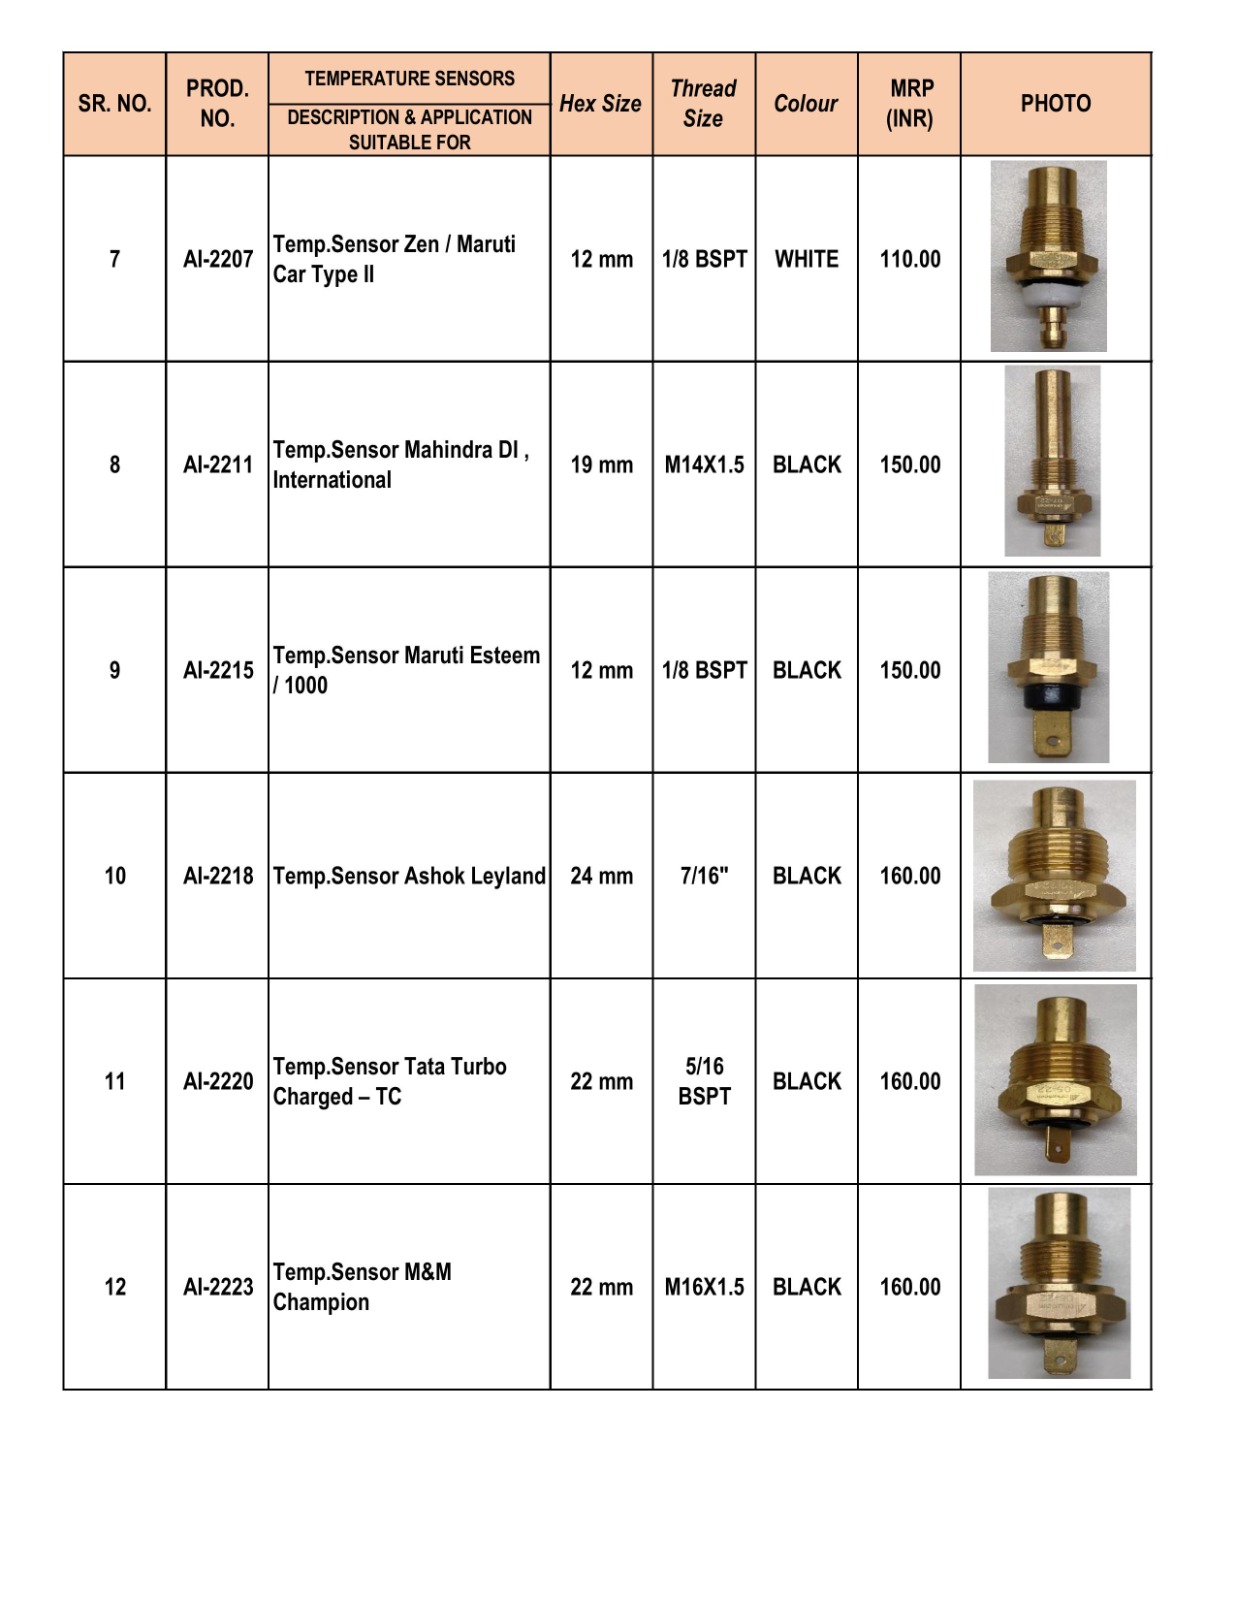 SR. NO.
PROD.
NO.
TEMPERATURE SENSORS
DESCRIPTION & APPLICATION
SUITABLE FOR
Hex Size
Thread
Size
Colour
MRP
(INR)
PHOTO
7
AI-2207
Temp.Sensor Zen / Maruti
Car Type II
12 mm
1/8 BSPT
WHITE
110.00
8
AI-2211
Temp.Sensor Mahindra DI ,
International
19 mm
M14X1.5
BLACK
150.00
9
AI-2215
Temp.Sensor Maruti Esteem
/ 1000
12 mm
1/8 BSPT
BLACK
150.00
10
AI-2218
Temp.Sensor Ashok Leyland
24 mm
7/16"
BLACK
160.00
11
AI-2220
Temp.Sensor Tata Turbo
Charged – TC
22 mm
5/16
BSPT
BLACK
160.00
12
AI-2223
Temp.Sensor M&M
Champion
22 mm
M16X1.5
BLACK
160.00